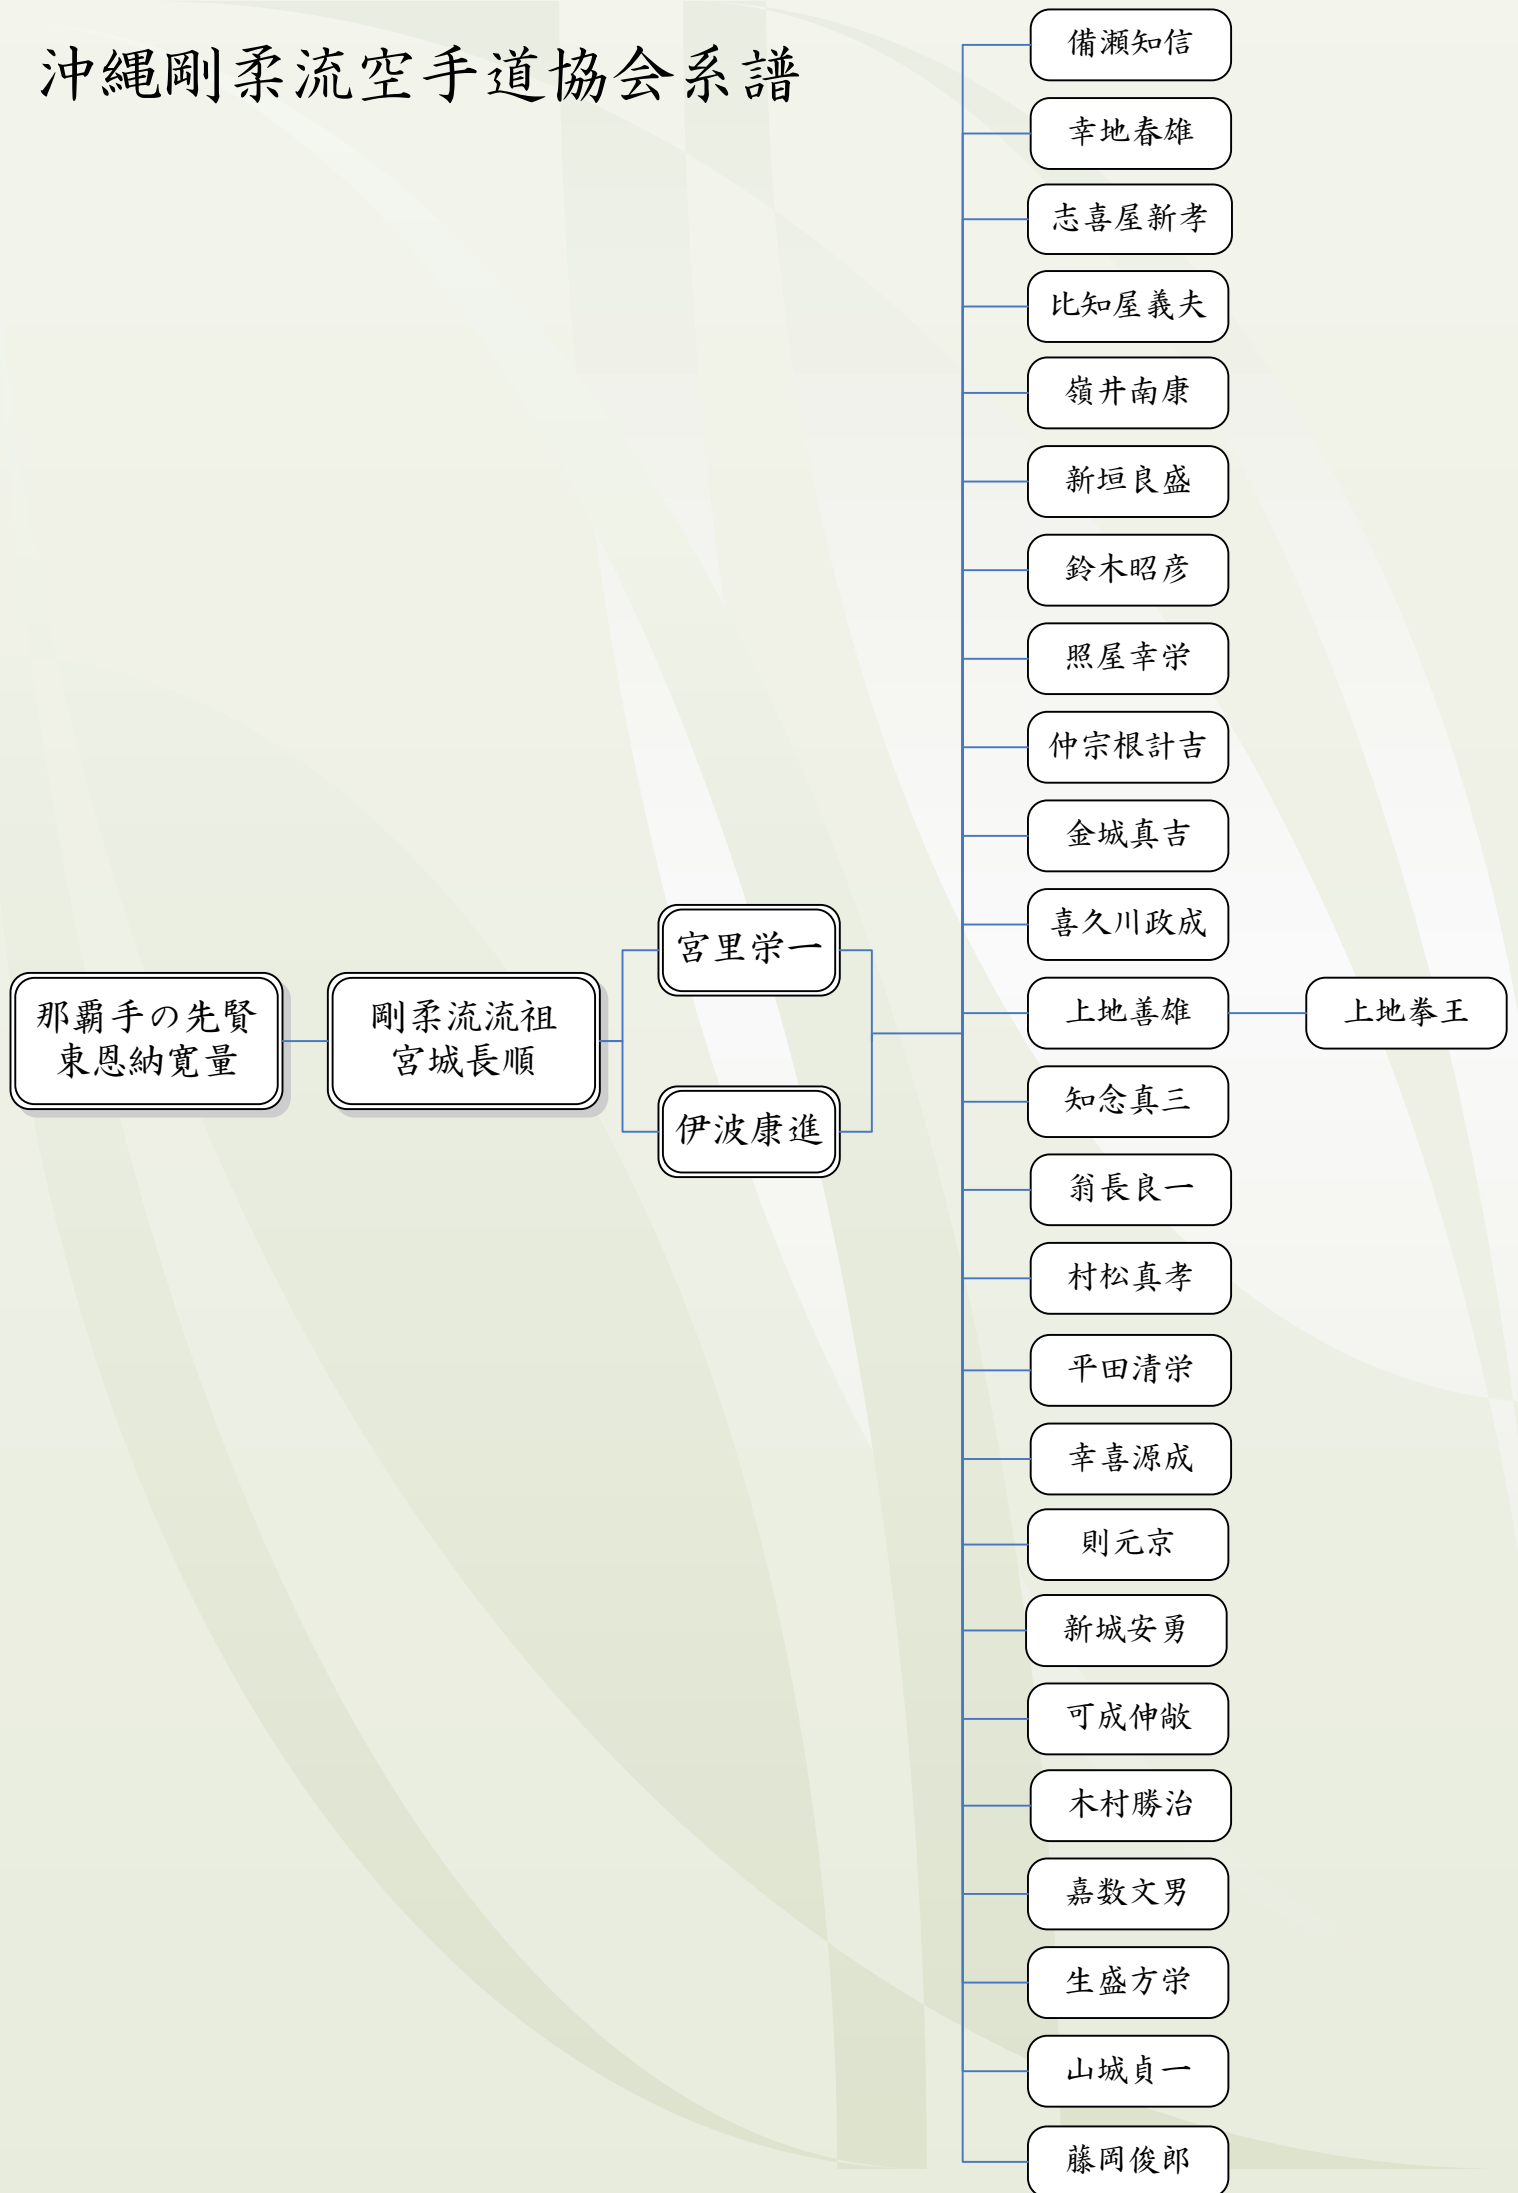 沖縄剛柔流空手道協会系譜
那覇手の先賢
東恩納寛量
剛柔流流祖
宮城長順
宮里栄一
伊波康進
備瀬知信
幸地春雄
志喜屋新孝
比知屋義夫
嶺井南康
新垣良盛
鈴木昭彦
照屋幸栄
仲宗根計吉
金城真吉
喜久川政成
上地善雄
上地拳王
知念真三
翁長良一
村松真孝
平田清栄
幸喜源成
則元京
新城安勇
可成伸敞
木村勝治
嘉数文男
生盛方栄
山城貞一
藤岡俊郎